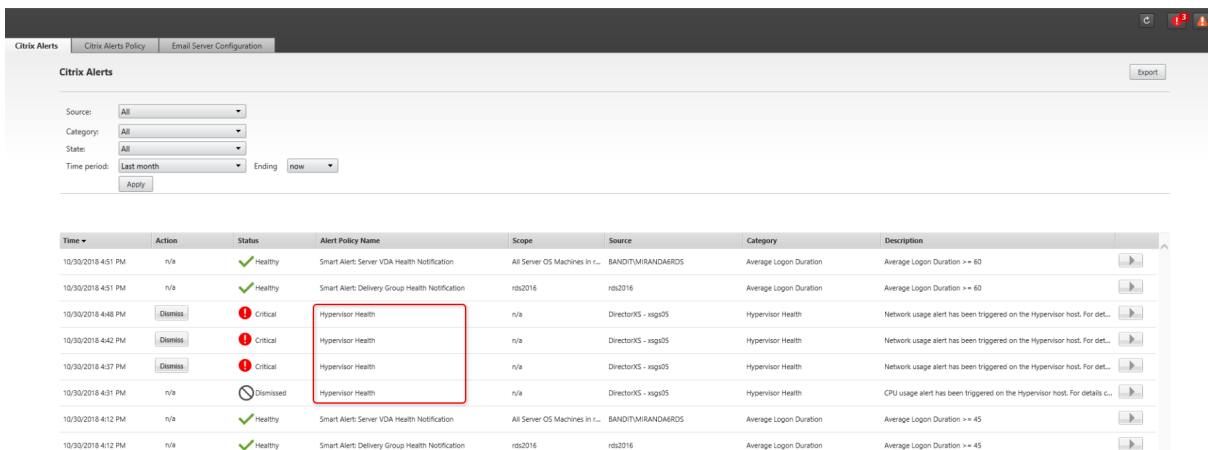 3
Citrix Alerts Citrix Alerts Policy Email Server Configuration
Citrix Alerts Export
Source: All
Category: All
State: All
Time period: Last month Ending now
Apply
Time Action Status Alert Policy Name Scope Source Category Description
10/30/2018 4:51 PM n/a Healthy Smart Alert: Server VDA Health Notification All Server OS Machines in r... BANDIT\MIRANDA6RDS Average Logon Duration Average Logon Duration >= 60
10/30/2018 4:51 PM n/a Healthy Smart Alert: Delivery Group Health Notification rds2016 rds2016 Average Logon Duration Average Logon Duration >= 60
10/30/2018 4:48 PM Dismiss Critical Hypervisor Health n/a DirectorXS - xsgs05 Hypervisor Health Network usage alert has been triggered on the Hypervisor host. For det...
10/30/2018 4:42 PM Dismiss Critical Hypervisor Health n/a DirectorXS - xsgs05 Hypervisor Health Network usage alert has been triggered on the Hypervisor host. For det...
10/30/2018 4:37 PM Dismiss Critical Hypervisor Health n/a DirectorXS - xsgs05 Hypervisor Health Network usage alert has been triggered on the Hypervisor host. For det...
10/30/2018 4:31 PM n/a Dismissed Hypervisor Health n/a DirectorXS - xsgs05 Hypervisor Health CPU usage alert has been triggered on the Hypervisor host. For details c...
10/30/2018 4:12 PM n/a Healthy Smart Alert: Server VDA Health Notification All Server OS Machines in r... BANDIT\MIRANDA6RDS Average Logon Duration Average Logon Duration >= 45
10/30/2018 4:12 PM n/a Healthy Smart Alert: Delivery Group Health Notification rds2016 rds2016 Average Logon Duration Average Logon Duration >= 45